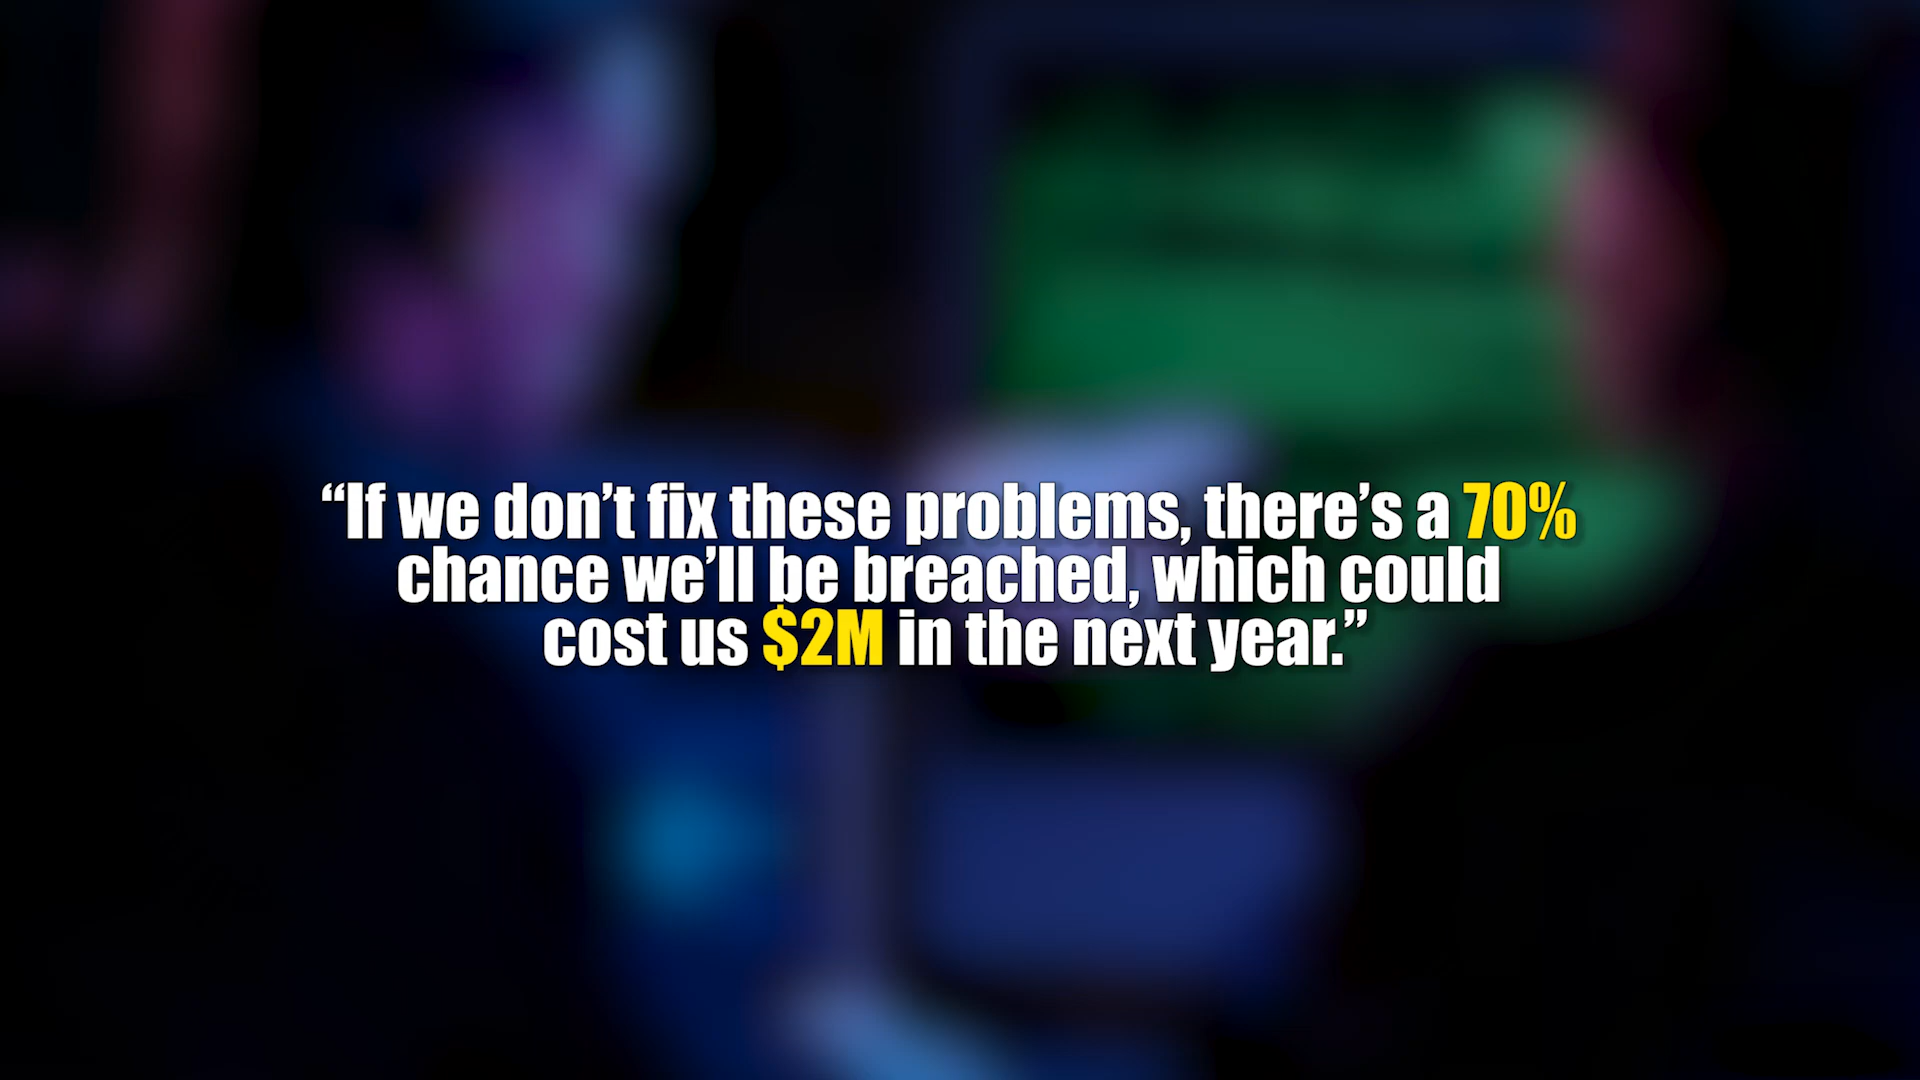 “If we don’t fix these problems, there’s a 70%
chance we’ll be breached, which could
cost us $2M in the next year.”